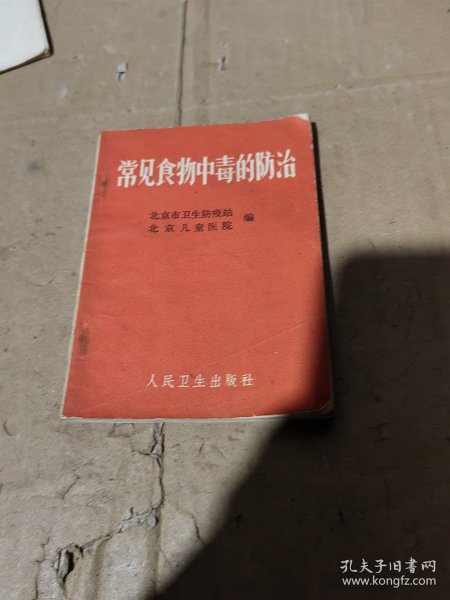 常见食物中毒的防治
北京市卫生防疫站
北京儿童医院
编
人民卫生出版社
孔夫子旧书网
www.kongfz.com